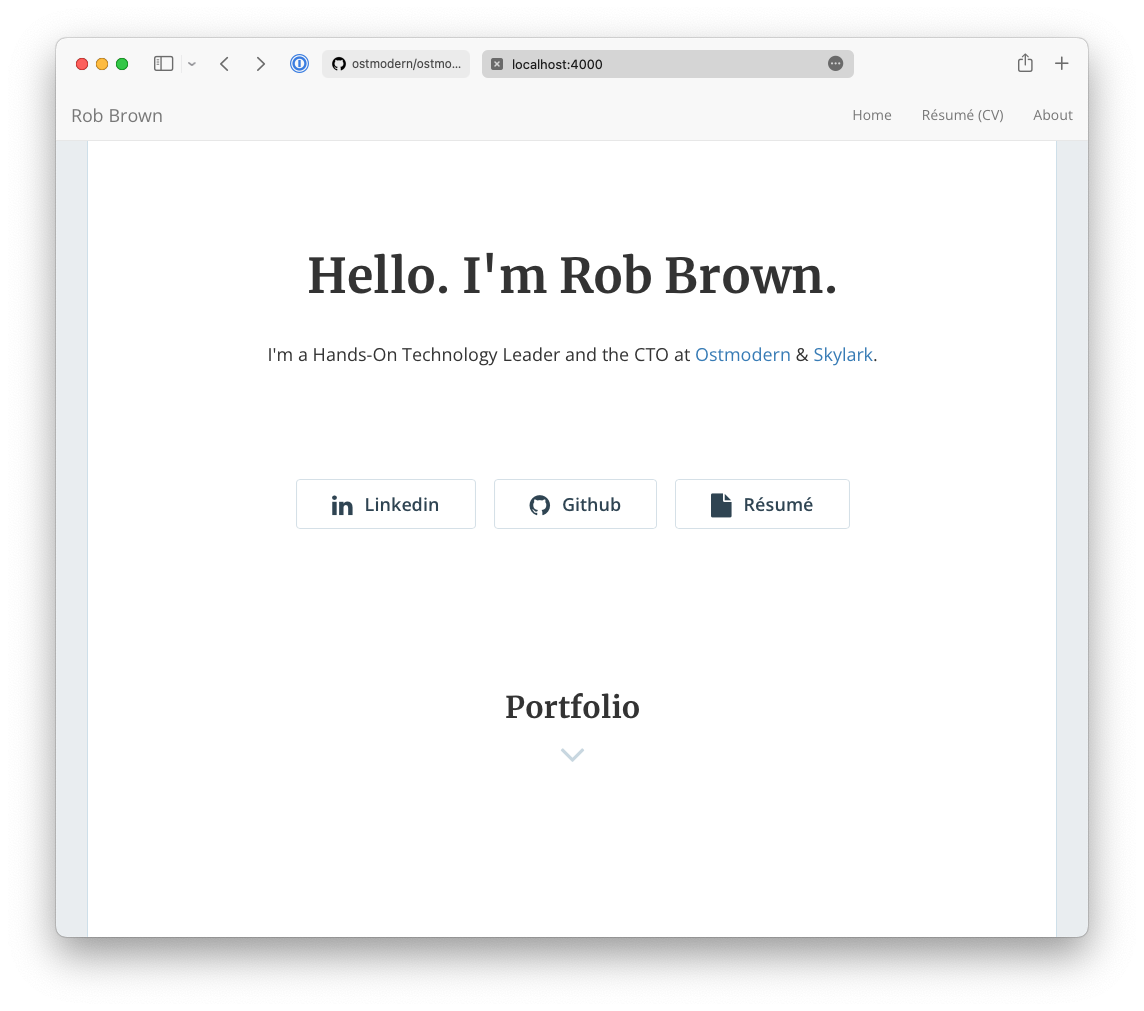 ostmodern/ostmo...
localhost:4000
Rob Brown
Home
Résumé (CV)
About
Hello. I'm Rob Brown.
I'm a Hands-On Technology Leader and the CTO at Ostmodern & Skylark.
Linkedin
Github
Résumé
Portfolio